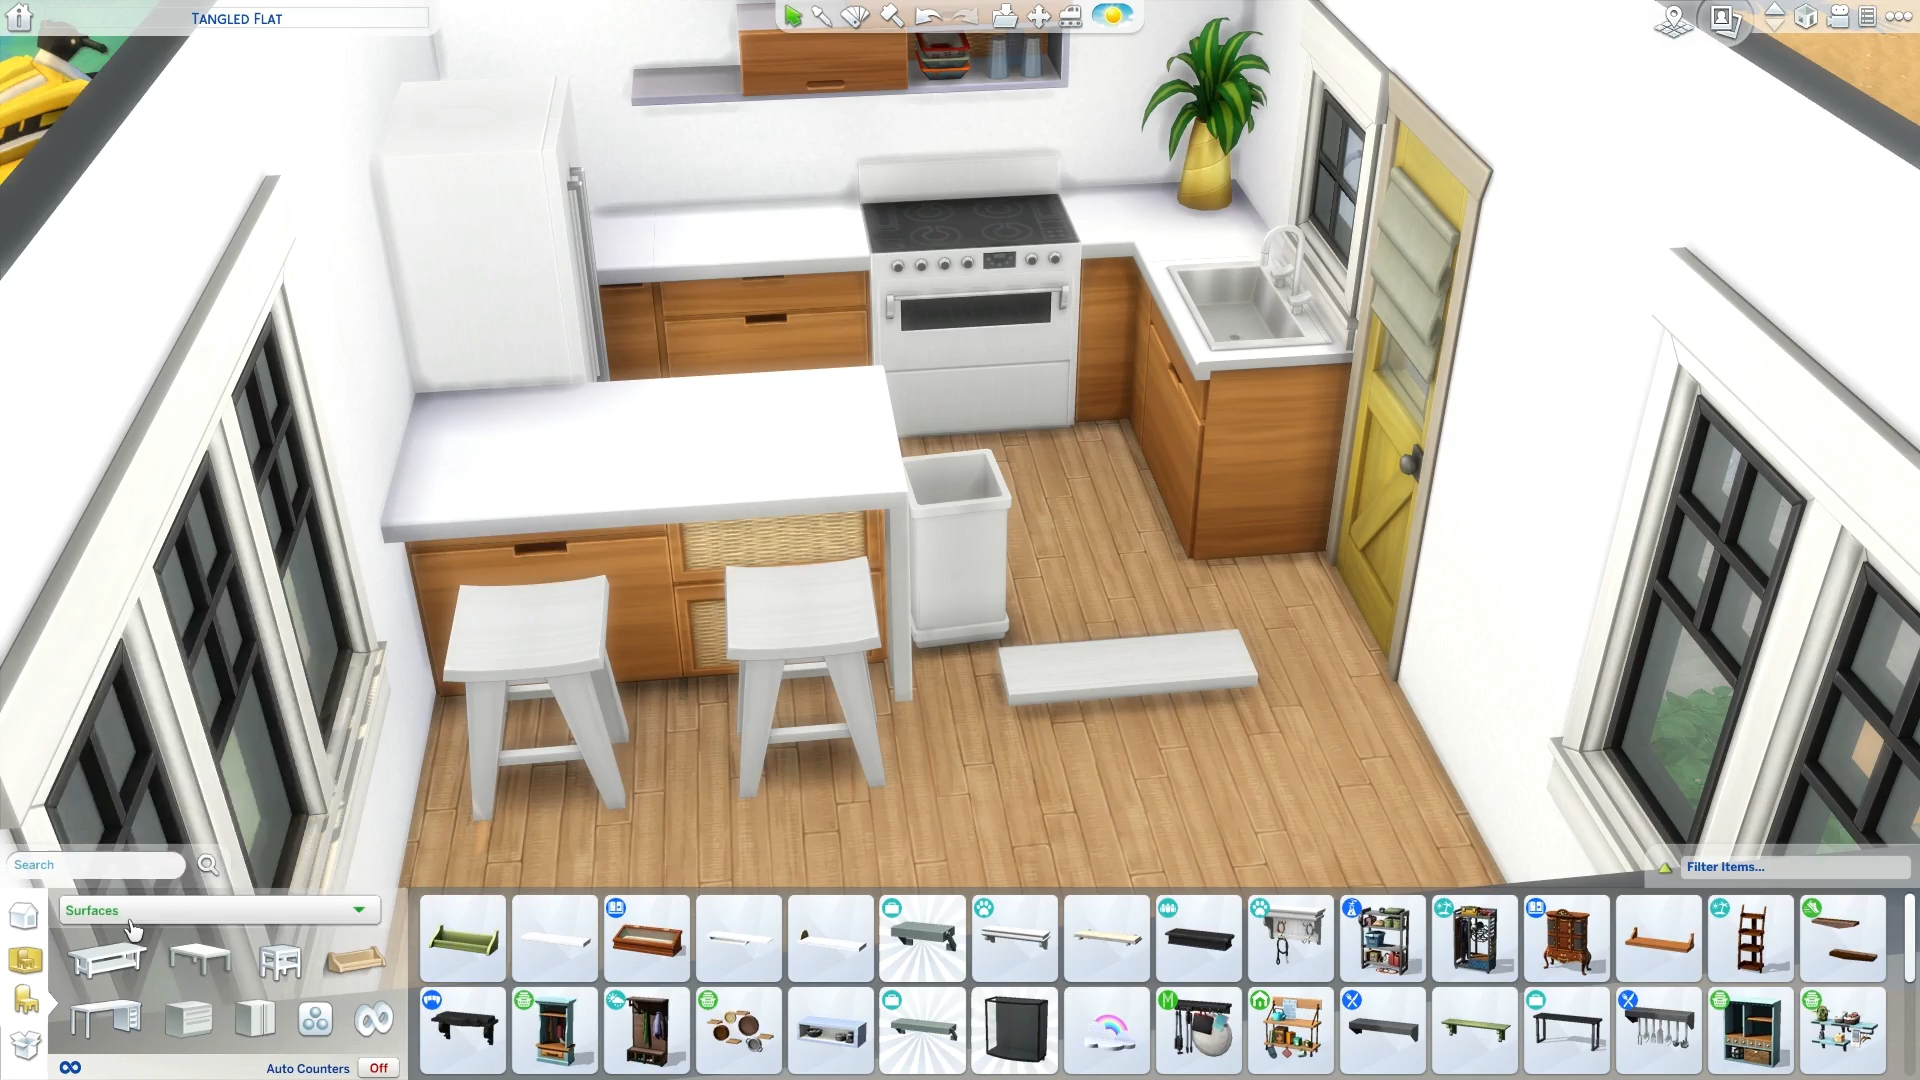 TANGLED FLAT
Search
Filter Items...
Surfaces
Auto Counters
Off